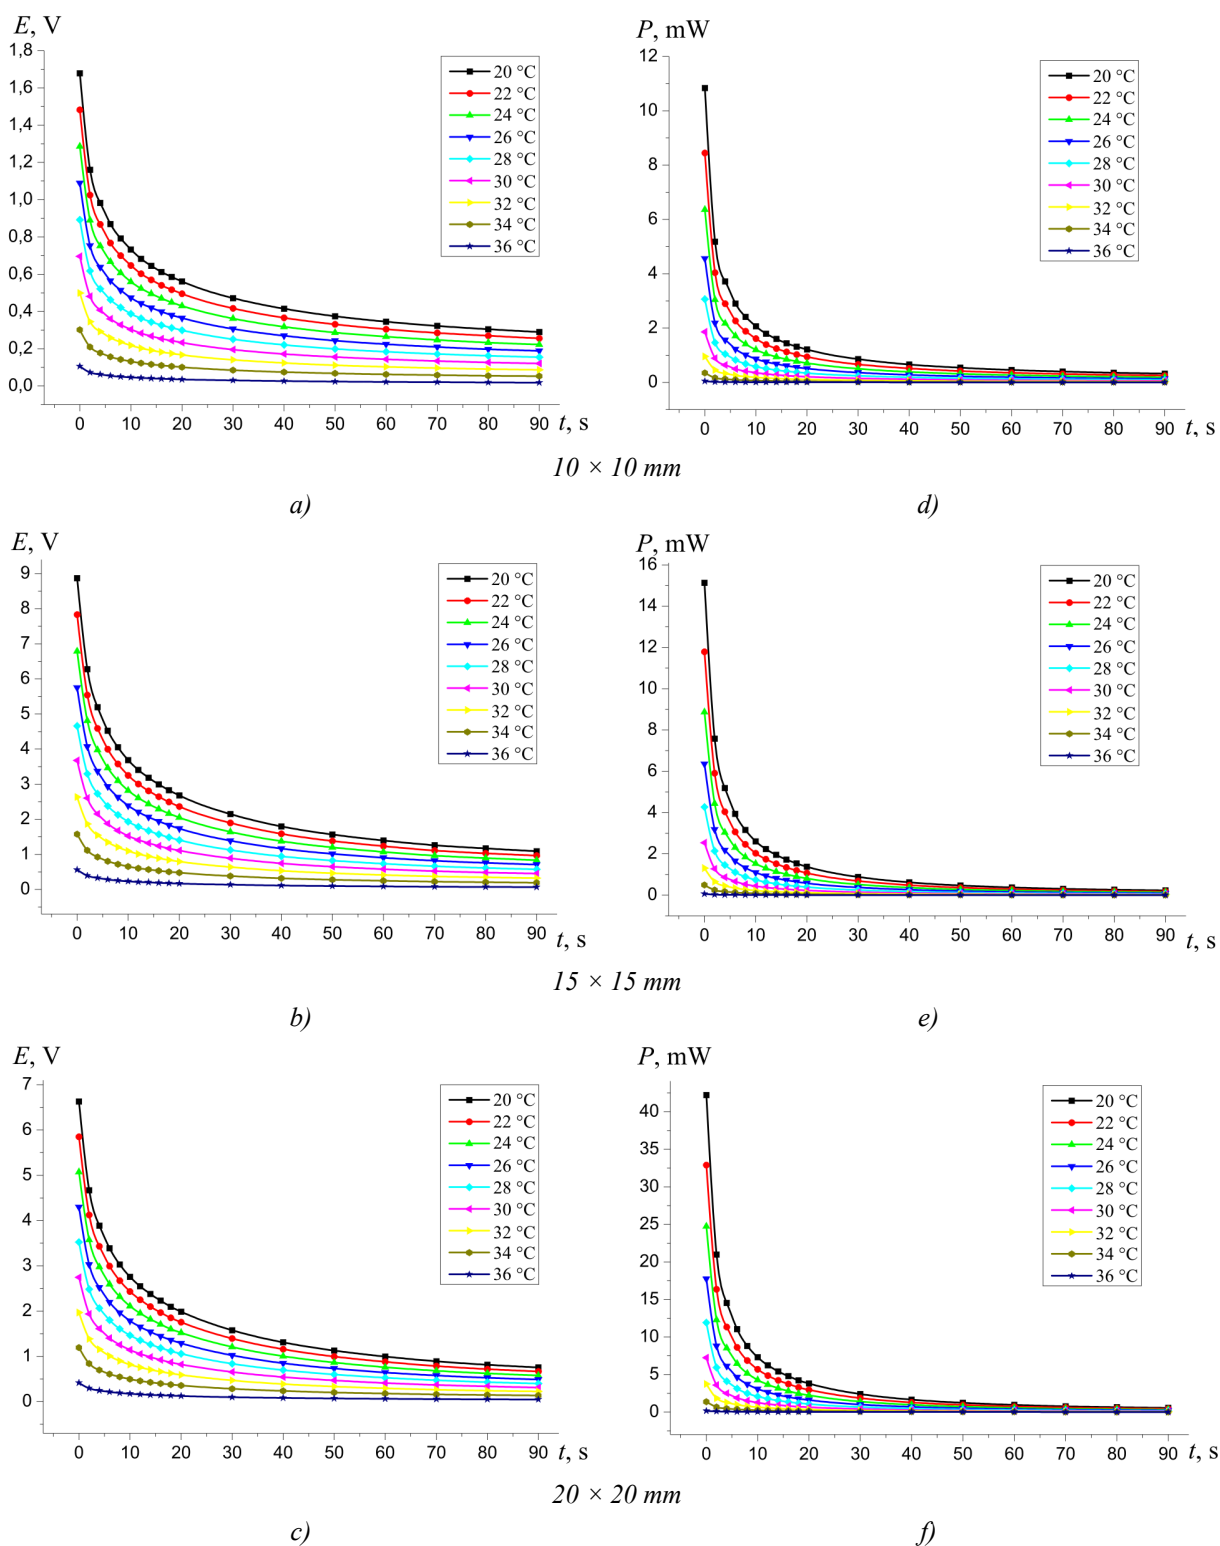 E, V
1,8
1,6
1,4
1,2
1,0
0,8
0,6
0,4
0,2
0,0
0 10 20 30 40 50 60 70 80 90 t, s
20 °C
22 °C
24 °C
26 °C
28 °C
30 °C
32 °C
34 °C
36 °C
P, mW
12
10
8
6
4
2
0
0 10 20 30 40 50 60 70 80 90 t, s
20 °C
22 °C
24 °C
26 °C
28 °C
30 °C
32 °C
34 °C
36 °C
10 × 10 mm
a) d)
E, V
9
8
7
6
5
4
3
2
1
0
0 10 20 30 40 50 60 70 80 90 t, s
20 °C
22 °C
24 °C
26 °C
28 °C
30 °C
32 °C
34 °C
36 °C
P, mW
16
14
12
10
8
6
4
2
0
0 10 20 30 40 50 60 70 80 90 t, s
20 °C
22 °C
24 °C
26 °C
28 °C
30 °C
32 °C
34 °C
36 °C
15 × 15 mm
b) e)
E, V
7
6
5
4
3
2
1
0
0 10 20 30 40 50 60 70 80 90 t, s
20 °C
22 °C
24 °C
26 °C
28 °C
30 °C
32 °C
34 °C
36 °C
P, mW
40
35
30
25
20
15
10
5
0
0 10 20 30 40 50 60 70 80 90 t, s
20 °C
22 °C
24 °C
26 °C
28 °C
30 °C
32 °C
34 °C
36 °C
20 × 20 mm
c) f)